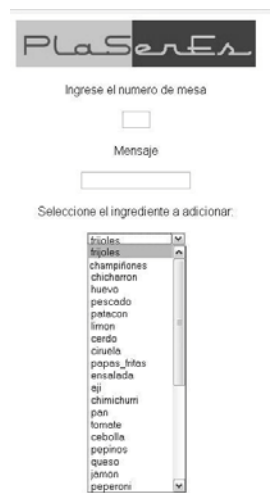 PLaSerEs
Ingrese el numero de mesa
Mensaje
Seleccione el ingrediente a adicionar:
frijoles
frijoles
champiñones
chicharron
huevo
pescado
patacon
limon
cerdo
ciruela
papas_fritas
ensalada
aji
chimichurri
pan
tomate
cebolla
pepinos
queso
jamon
peperoni